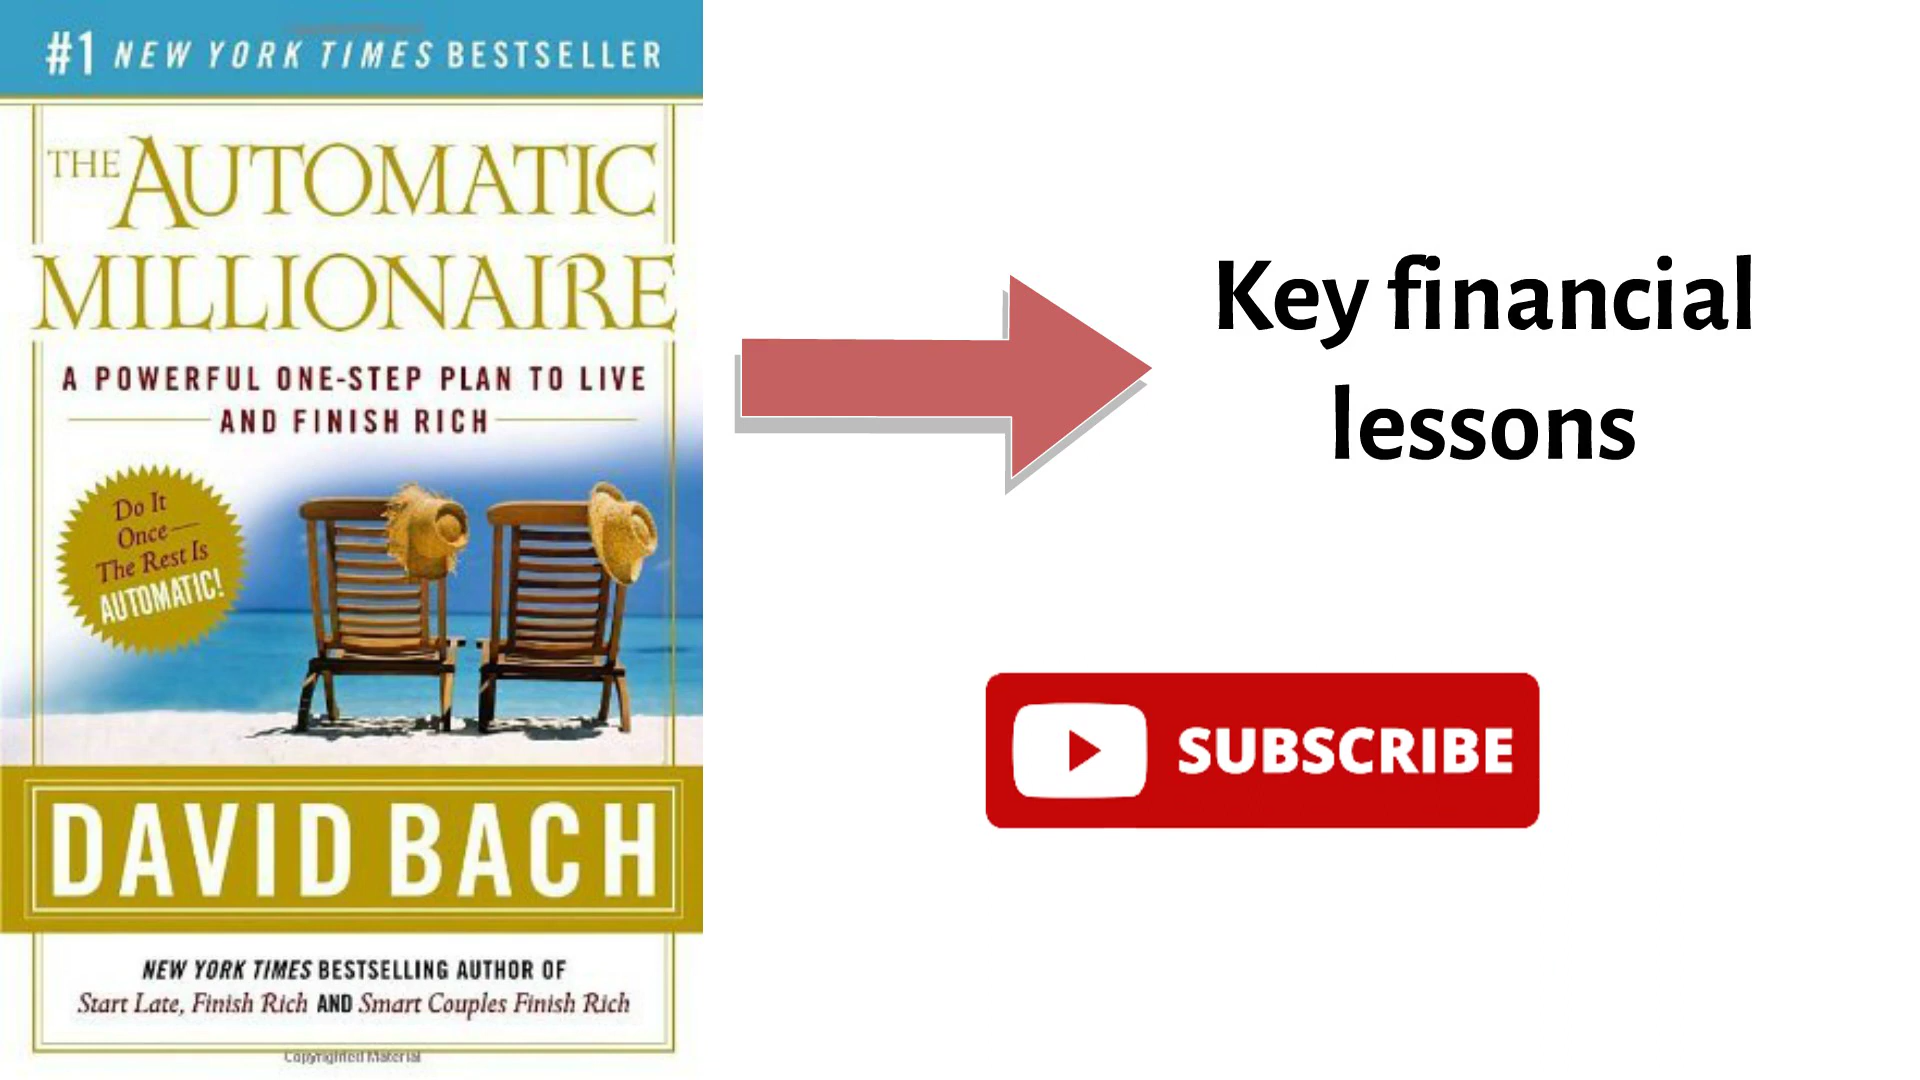 #1 NEW YORK TIMES BESTSELLER
THE AUTOMATIC
MILLIONAIRE
A POWERFUL ONE-STEP PLAN TO LIVE
AND FINISH RICH
Do It
Once—
The Rest Is
AUTOMATIC!
DAVID BACH
NEW YORK TIMES BESTSELLING AUTHOR OF
Start Late, Finish Rich AND Smart Couples Finish Rich
Copyrighted Material
Key financial
lessons
SUBSCRIBE